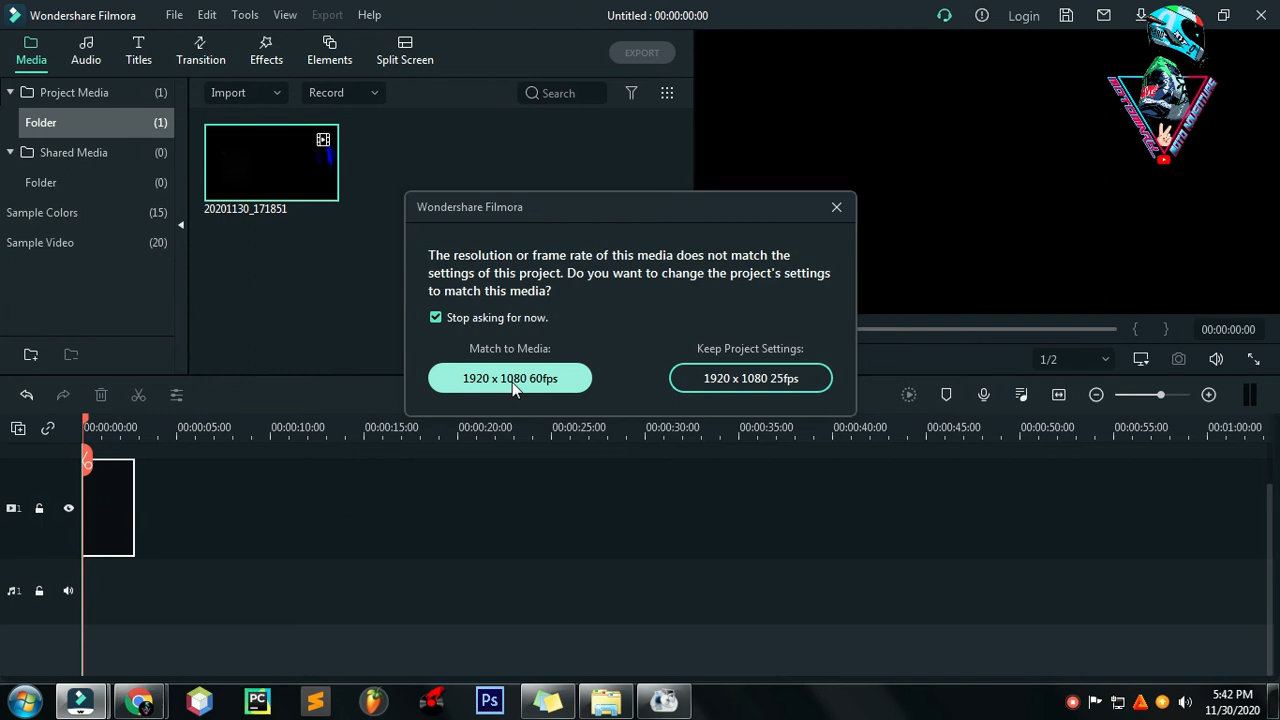 Wondershare Filmora
File
Edit
Tools
View
Export
Help
Untitled : 00:00:00:00
Login
Media
Audio
Titles
Transition
Effects
Elements
Split Screen
EXPORT
Project Media (1)
Folder (1)
Shared Media (0)
Folder (0)
Sample Colors (15)
Sample Video (20)
Import
Record
Search
20201130_171851
Wondershare Filmora
The resolution or frame rate of this media does not match the
settings of this project. Do you want to change the project's settings
to match this media?
Stop asking for now.
Match to Media:
Keep Project Settings:
1920 x 1080 60fps
1920 x 1080 25fps
00:00:00:00
1/2
00:00:00:00
00:00:05:00
00:00:10:00
00:00:15:00
00:00:20:00
00:00:25:00
00:00:30:00
00:00:35:00
00:00:40:00
00:00:45:00
00:00:50:00
00:00:55:00
00:01:00:00
1
1
PC
Ps
5:42 PM
11/30/2020